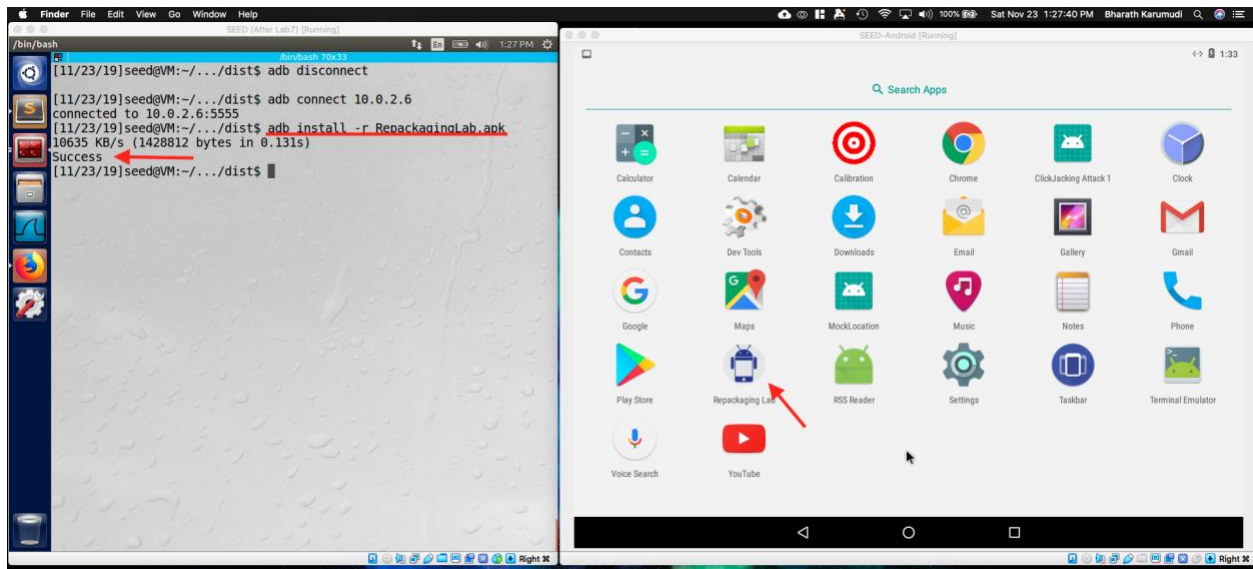 Finder File Edit View Go Window Help
100% Sat Nov 23 1:27:40 PM Bharath Karumudi
SEED (After Lab7) [Running]
/bin/bash
En 1:27 PM
/bin/bash 70x33
[11/23/19]seed@VM:~/.../dist$ adb disconnect
[11/23/19]seed@VM:~/.../dist$ adb connect 10.0.2.6
connected to 10.0.2.6:5555
[11/23/19]seed@VM:~/.../dist$ adb install -r RepackagingLab.apk
10635 KB/s (1428812 bytes in 0.131s)
Success
[11/23/19]seed@VM:~/.../dist$
Right ⌘
SEED-Android [Running]
1:33
Search Apps
Calculator Calendar Calibration Chrome ClickJacking Attack 1 Clock
Contacts Dev Tools Downloads Email Gallery Gmail
Google Maps MockLocation Music Notes Phone
Play Store Repackaging Lab RSS Reader Settings Taskbar Terminal Emulator
Voice Search YouTube
Right ⌘